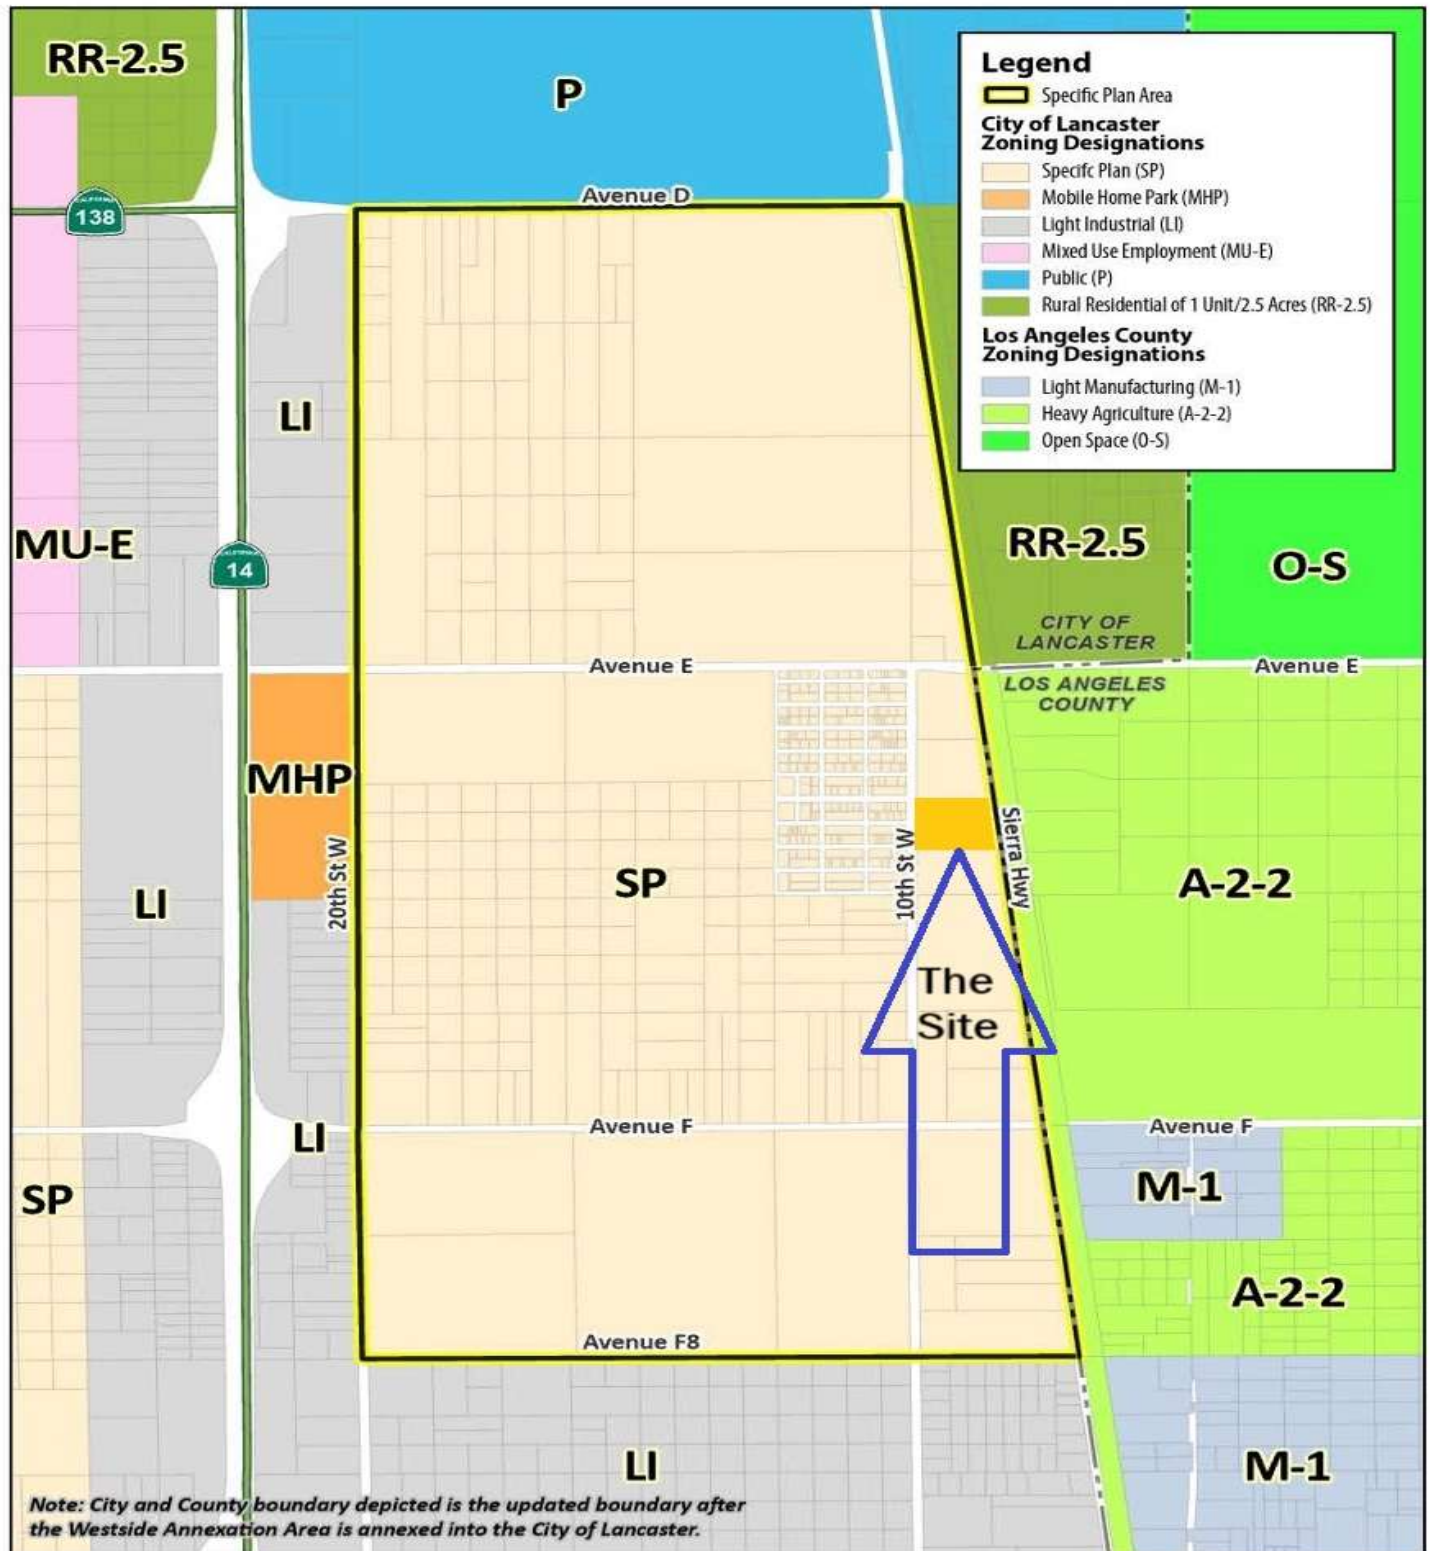 RR-2.5
P
Legend
Specific Plan Area
City of Lancaster
Zoning Designations
Specifc Plan (SP)
Mobile Home Park (MHP)
Light Industrial (LI)
Mixed Use Employment (MU-E)
Public (P)
Rural Residential of 1 Unit/2.5 Acres (RR-2.5)
Los Angeles County
Zoning Designations
Light Manufacturing (M-1)
Heavy Agriculture (A-2-2)
Open Space (O-S)
Avenue D
CALIFORNIA
138
LI
MU-E
CALIFORNIA
14
RR-2.5
O-S
CITY OF
LANCASTER
Avenue E
Avenue E
LOS ANGELES
COUNTY
MHP
20th St W
SP
10th St W
Sierra Hwy
A-2-2
LI
The
Site
Avenue F
Avenue F
LI
SP
M-1
A-2-2
Avenue F8
LI
M-1
Note: City and County boundary depicted is the updated boundary after
the Westside Annexation Area is annexed into the City of Lancaster.